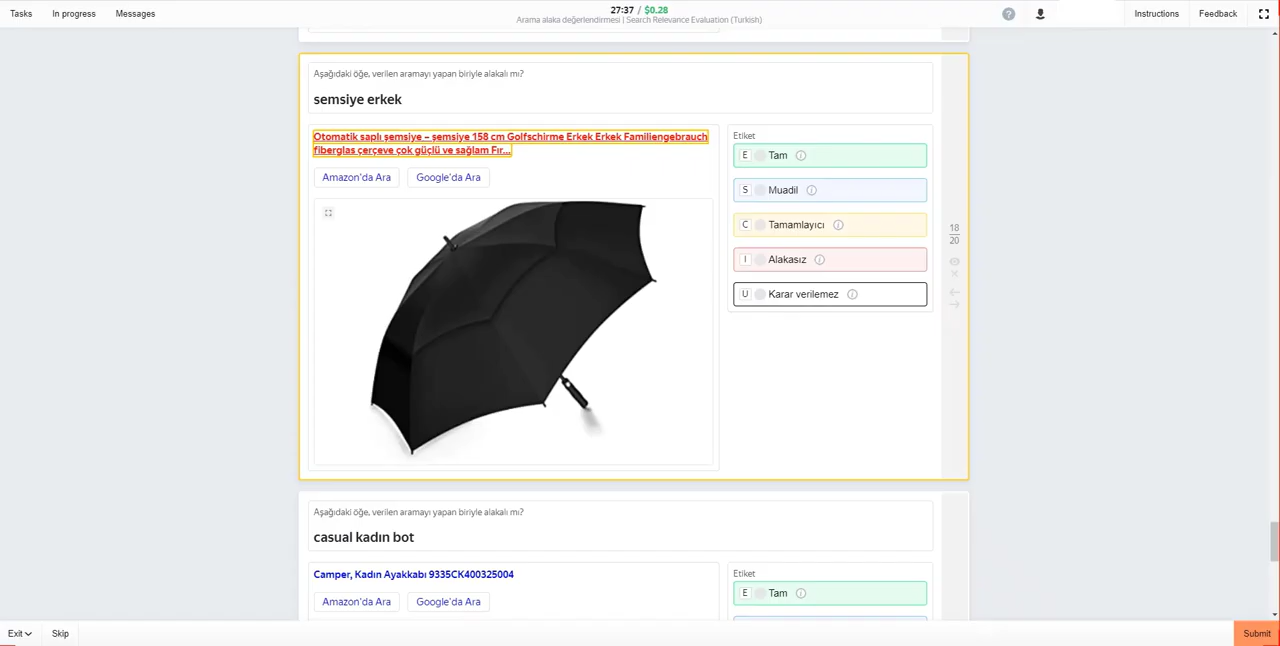 Tasks In progress Messages
27:37 / $0.28
Arama alaka değerlendirmesi | Search Relevance Evaluation (Turkish)
? Instructions Feedback
Aşağıdaki öğe, verilen aramayı yapan biriyle alakalı mı?
semsiye erkek
Otomatik saplı şemsiye – şemsiye 158 cm Golfschirme Erkek Erkek Familiengebrauch
fiberglas çerçeve çok güçlü ve sağlam Fır...
Amazon'da Ara Google'da Ara
Etiket
E Tam
S Muadil
C Tamamlayıcı
I Alakasız
U Karar verilemez
18
20
Aşağıdaki öğe, verilen aramayı yapan biriyle alakalı mı?
casual kadın bot
Camper, Kadın Ayakkabı 9335CK400325004
Amazon'da Ara Google'da Ara
Etiket
E Tam
Exit Skip Submit